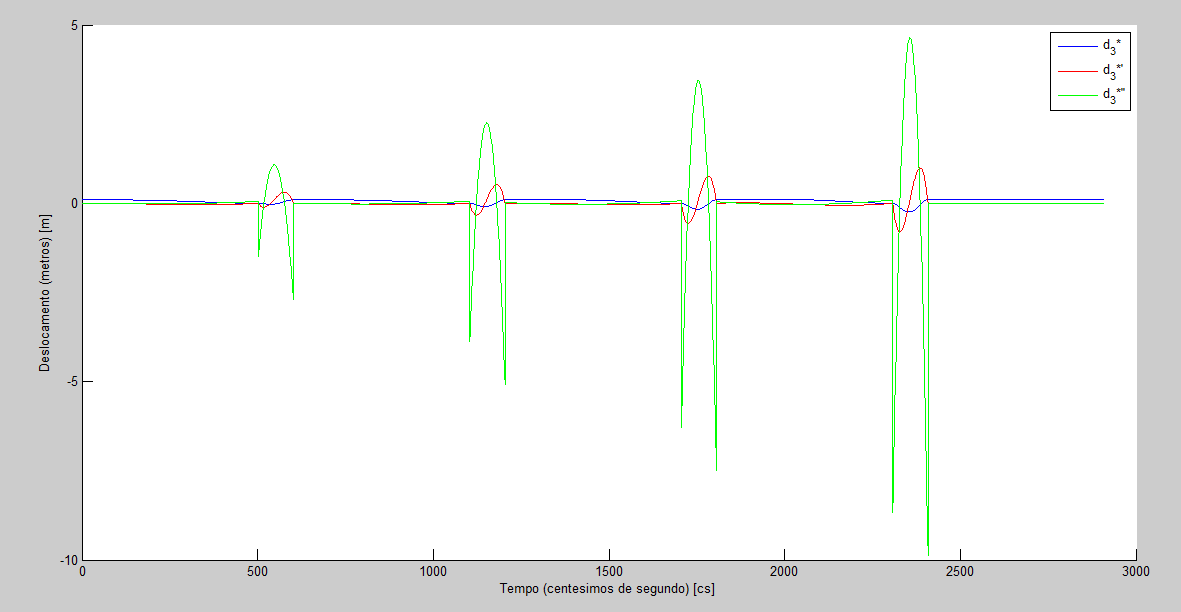 5
0
-5
-10
0 500 1000 1500 2000 2500 3000
Deslocamento (metros) [m]
Tempo (centesimos de segundo) [cs]
d3*
d3*'
d3*''